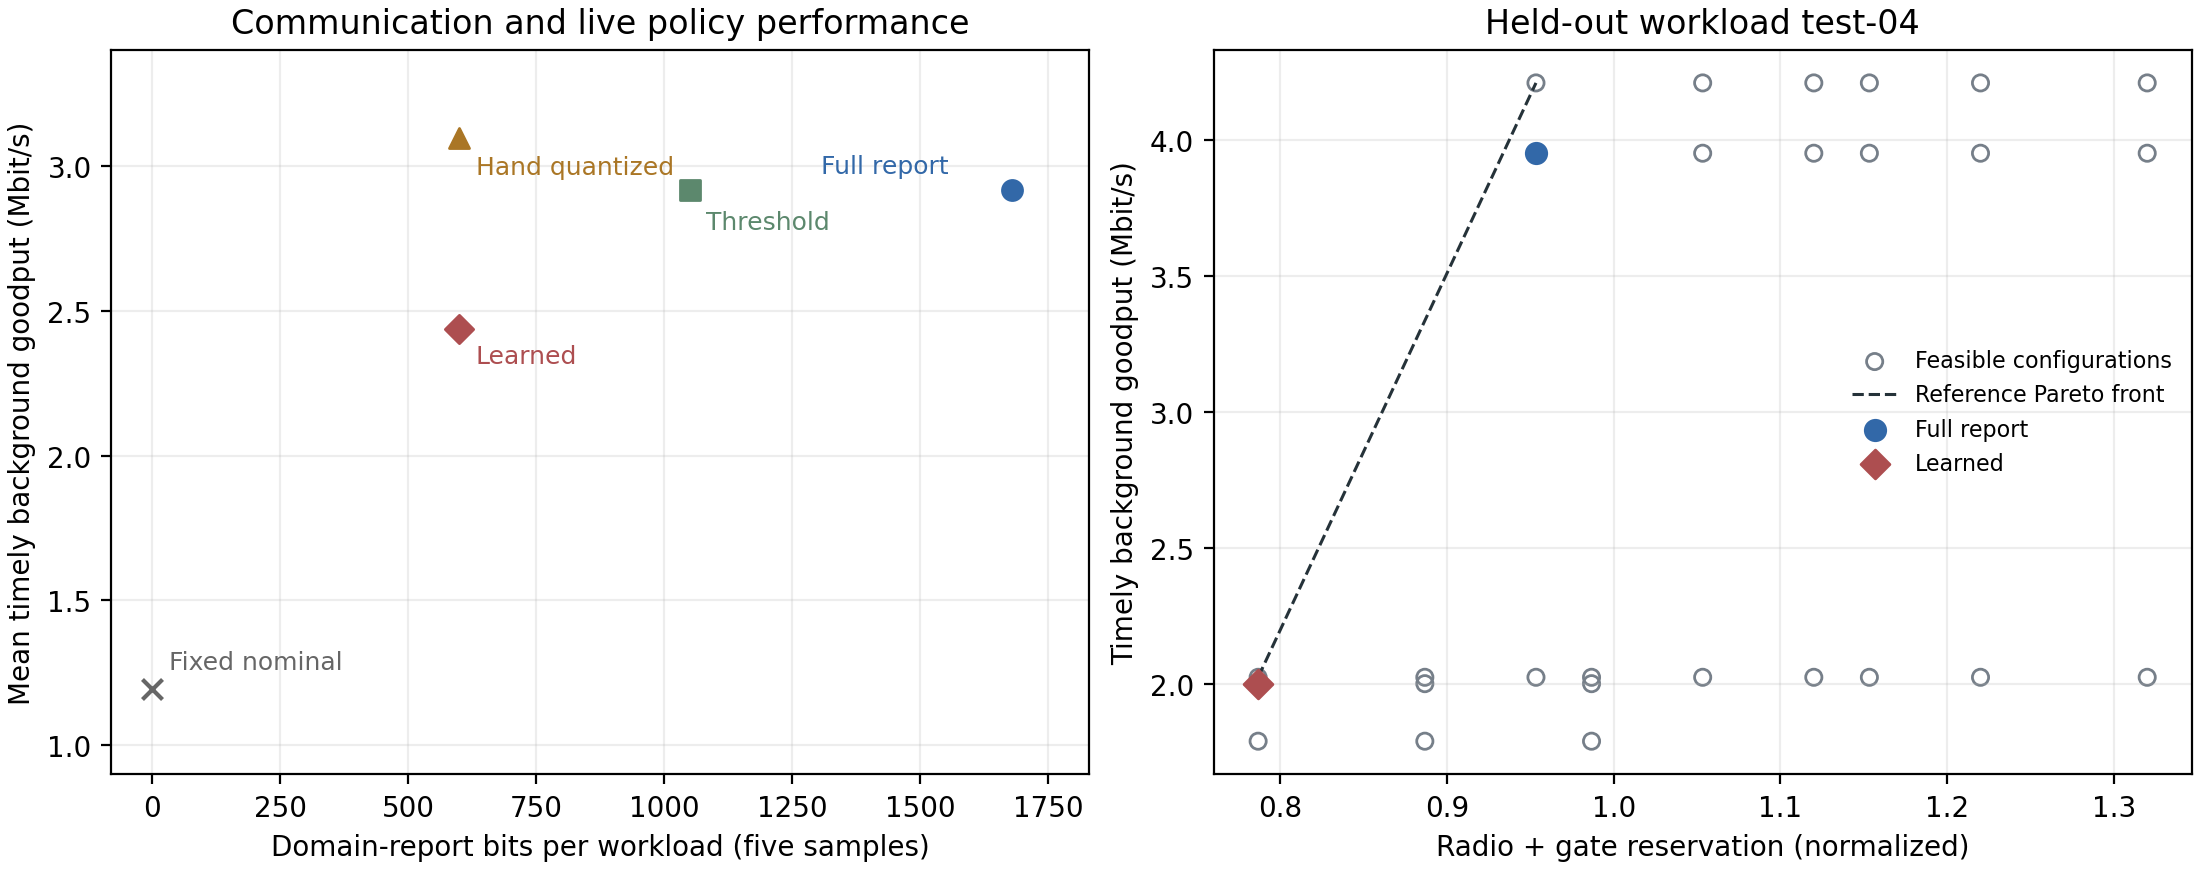 Communication and live policy performance
Mean timely background goodput (Mbit/s)
3.0
2.5
2.0
1.5
1.0
Hand quantized
Full report
Threshold
Learned
Fixed nominal
0
250
500
750
1000
1250
1500
1750
Domain-report bits per workload (five samples)
Held-out workload test-04
Timely background goodput (Mbit/s)
4.0
3.5
3.0
2.5
2.0
Feasible configurations
Reference Pareto front
Full report
Learned
0.8
0.9
1.0
1.1
1.2
1.3
Radio + gate reservation (normalized)